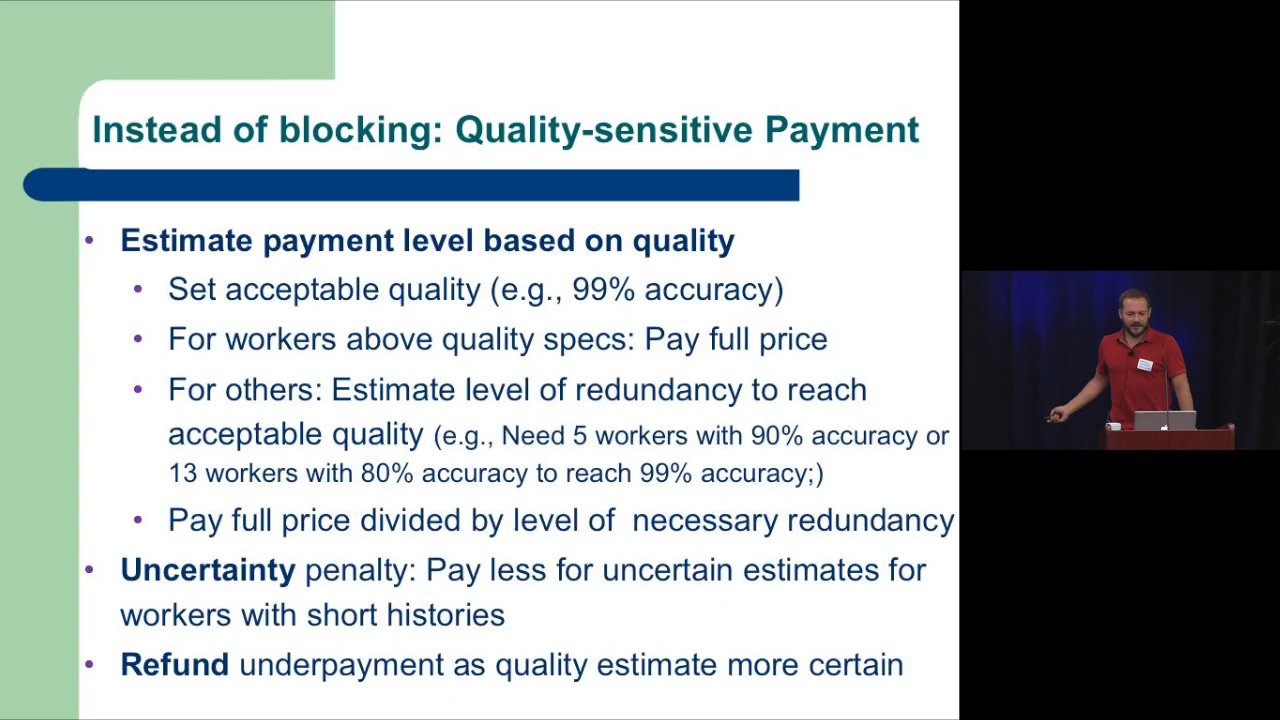 Instead of blocking: Quality-sensitive Payment
• Estimate payment level based on quality
• Set acceptable quality (e.g., 99% accuracy)
• For workers above quality specs: Pay full price
• For others: Estimate level of redundancy to reach
acceptable quality (e.g., Need 5 workers with 90% accuracy or
13 workers with 80% accuracy to reach 99% accuracy;)
• Pay full price divided by level of necessary redundancy
• Uncertainty penalty: Pay less for uncertain estimates for
workers with short histories
• Refund underpayment as quality estimate more certain